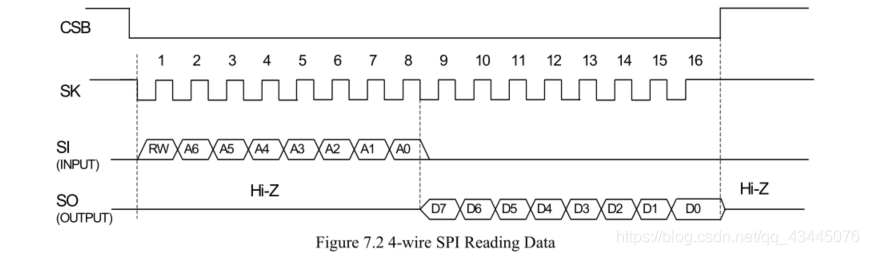 CSB
1 2 3 4 5 6 7 8 9 10 11 12 13 14 15 16
SK
SI
(INPUT)
RW A6 A5 A4 A3 A2 A1 A0
Hi-Z
Hi-Z
SO
(OUTPUT)
D7 D6 D5 D4 D3 D2 D1 D0
Figure 7.2 4-wire SPI Reading Data
https://blog.csdn.net/qq_43445076